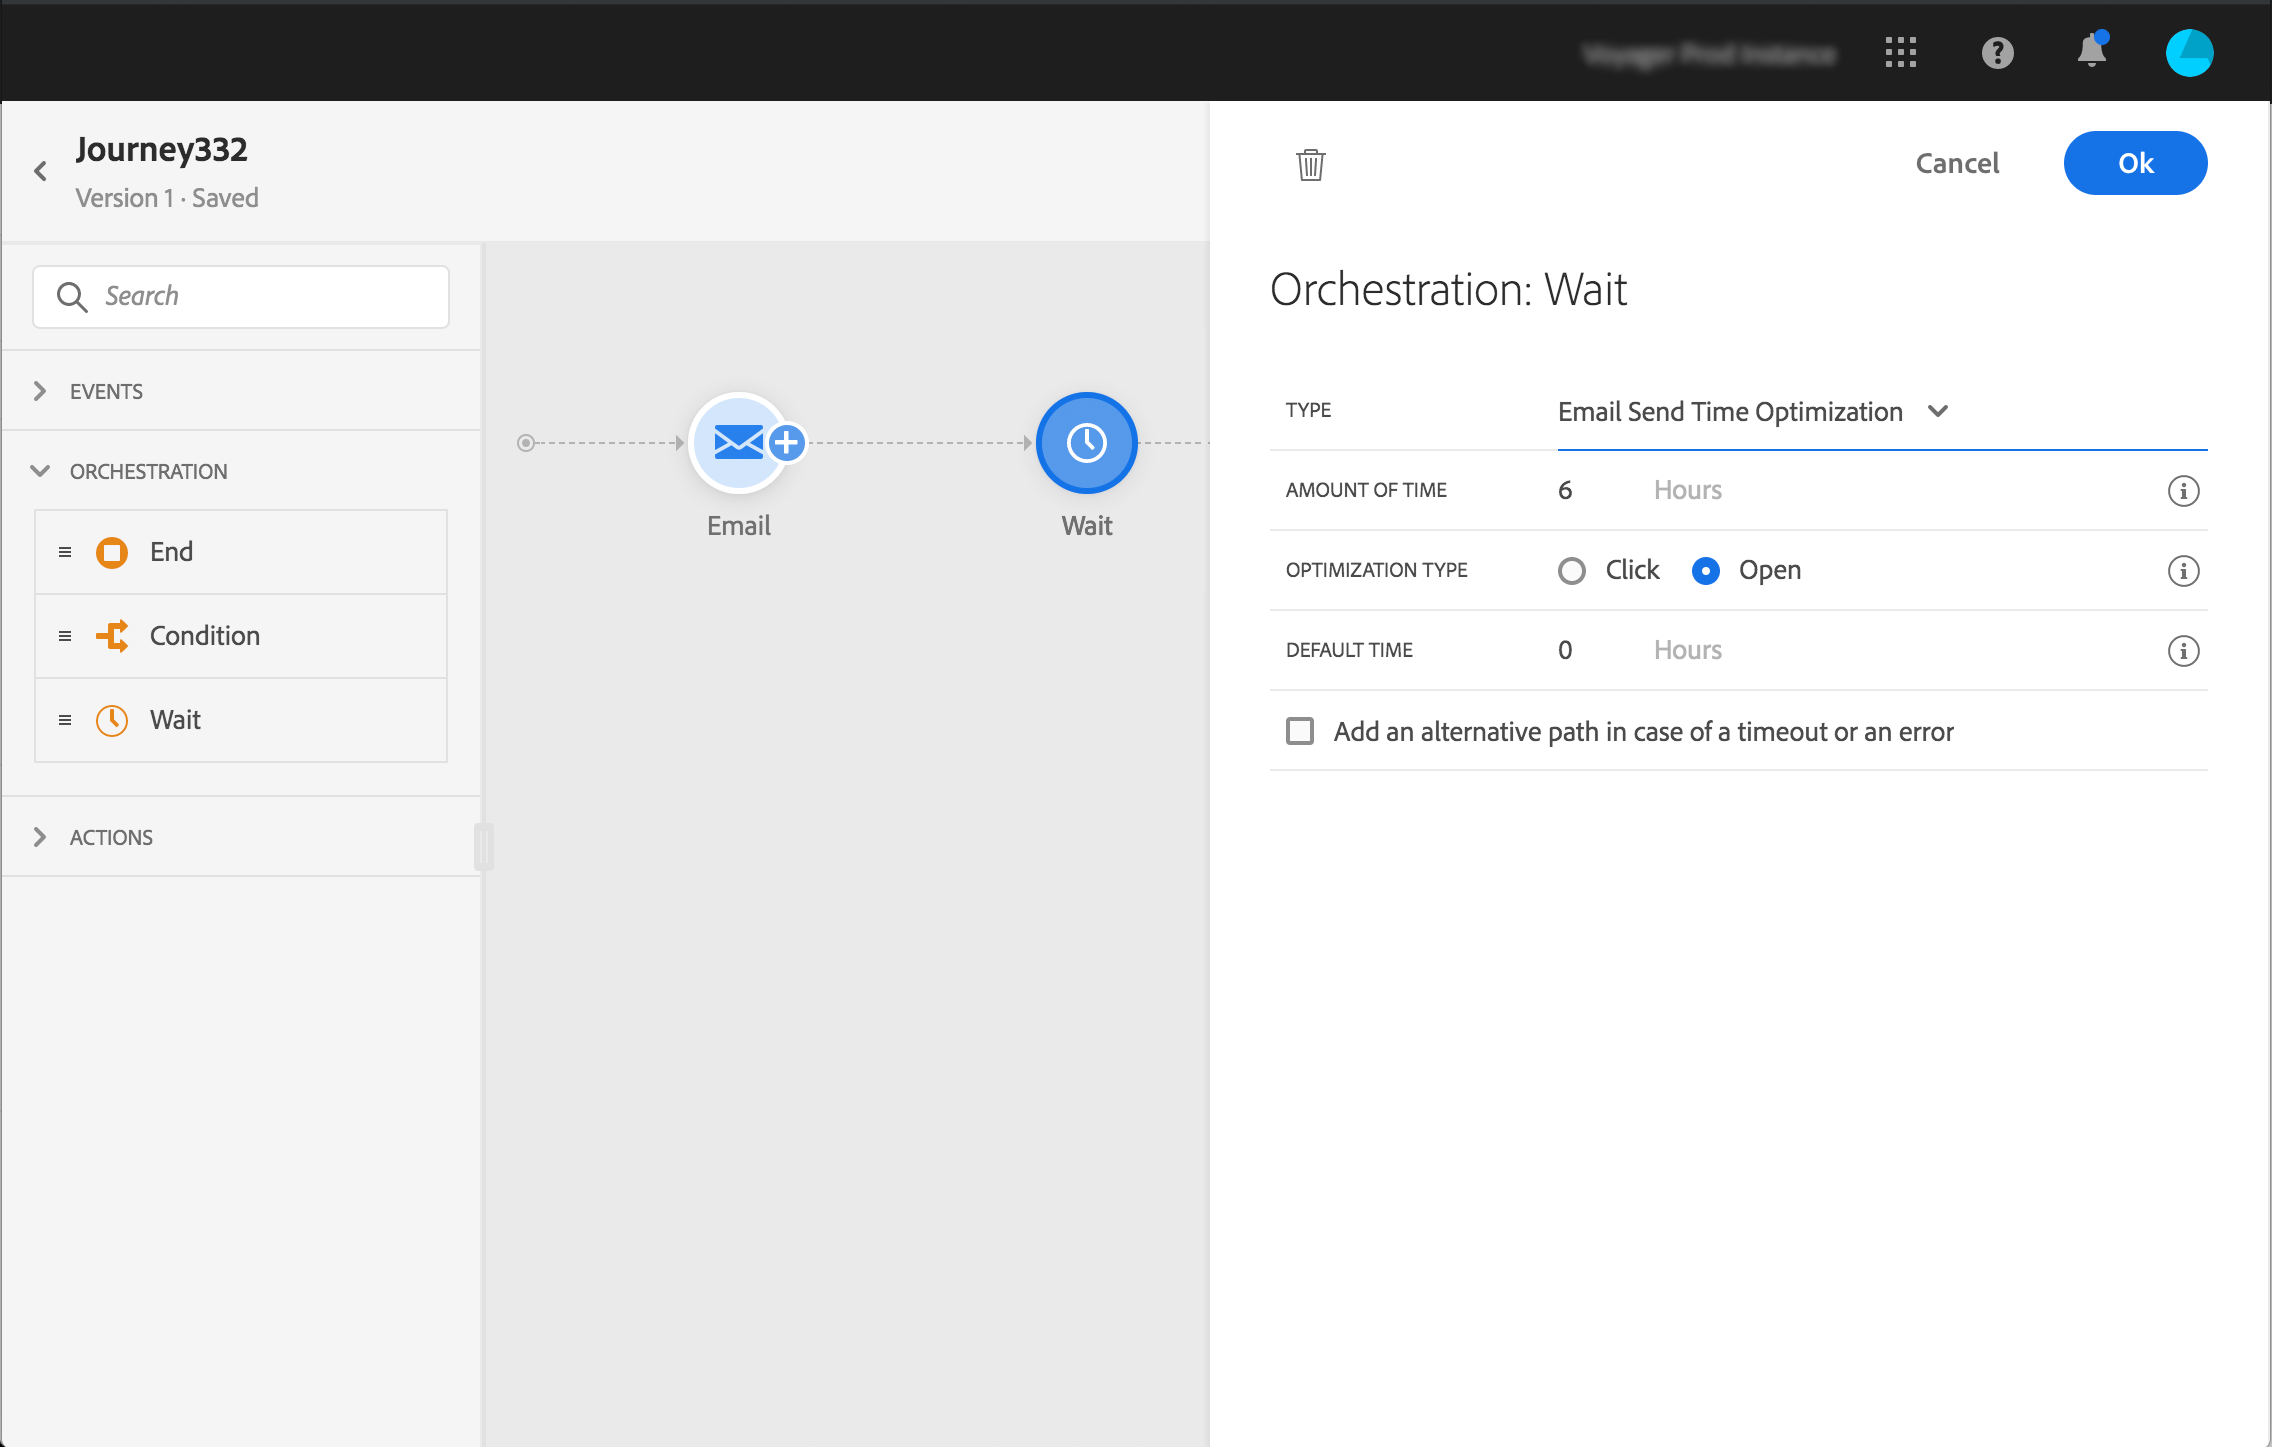 Journey332
Version 1 · Saved
Cancel
Ok
Search
EVENTS
ORCHESTRATION
End
Condition
Wait
ACTIONS
Email
Wait
Orchestration: Wait
TYPE Email Send Time Optimization
AMOUNT OF TIME 6 Hours
OPTIMIZATION TYPE Click Open
DEFAULT TIME 0 Hours
Add an alternative path in case of a timeout or an error